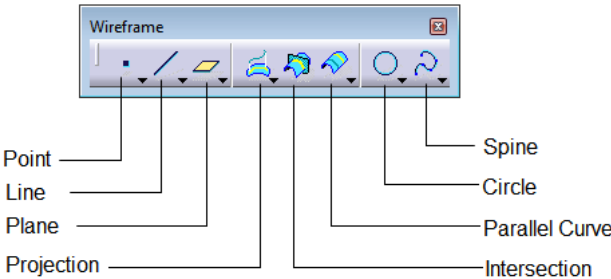 Wireframe
Point
Line
Plane
Projection
Spine
Circle
Parallel Curve
Intersection